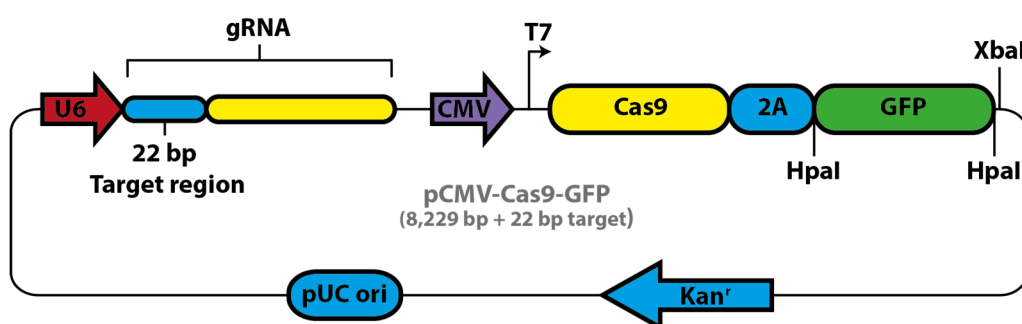 gRNA
T7
XbaI
U6
CMV
Cas9
2A
GFP
22 bp
Target region
HpaI
HpaI
pCMV-Cas9-GFP
(8,229 bp + 22 bp target)
pUC ori
Kanʳ